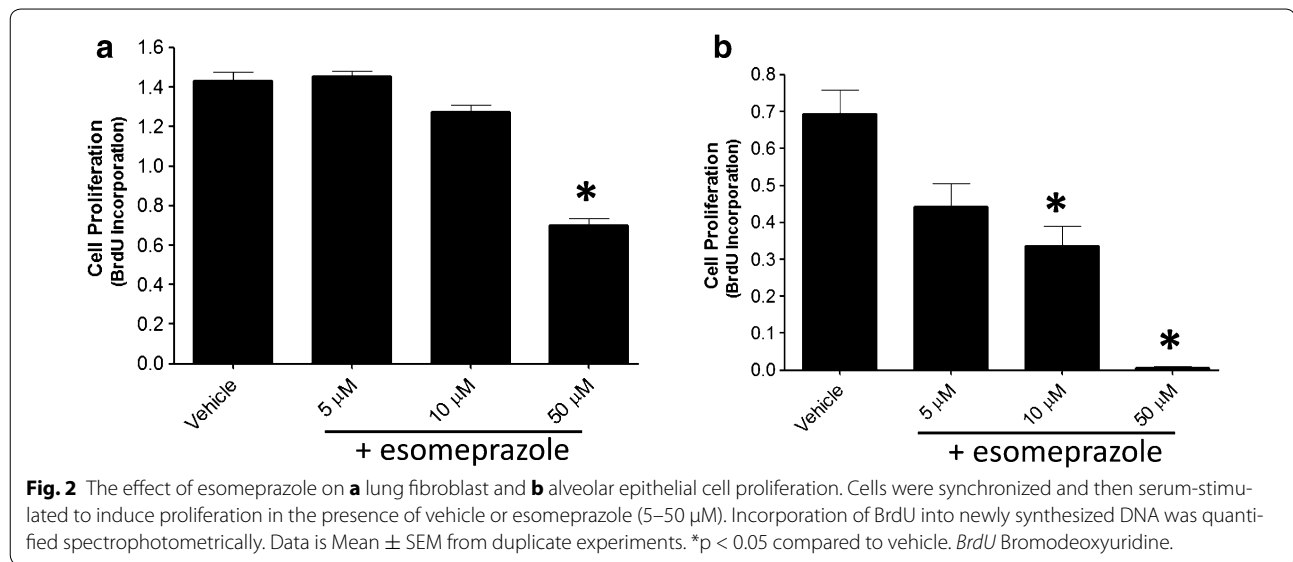 a
1.6
1.4
1.2
1.0
0.8
0.6
0.4
0.2
0.0
Cell Proliferation
(BrdU Incorporation)
*
Vehicle
5 µM
10 µM
50 µM
+ esomeprazole
b
0.8
0.7
0.6
0.5
0.4
0.3
0.2
0.1
0.0
Cell Proliferation
(BrdU Incorporation)
*
*
Vehicle
5 µM
10 µM
50 µM
+ esomeprazole
Fig. 2 The effect of esomeprazole on a lung fibroblast and b alveolar epithelial cell proliferation. Cells were synchronized and then serum-stimu-
lated to induce proliferation in the presence of vehicle or esomeprazole (5–50 µM). Incorporation of BrdU into newly synthesized DNA was quanti-
fied spectrophotometrically. Data is Mean ± SEM from duplicate experiments. *p < 0.05 compared to vehicle. BrdU Bromodeoxyuridine.